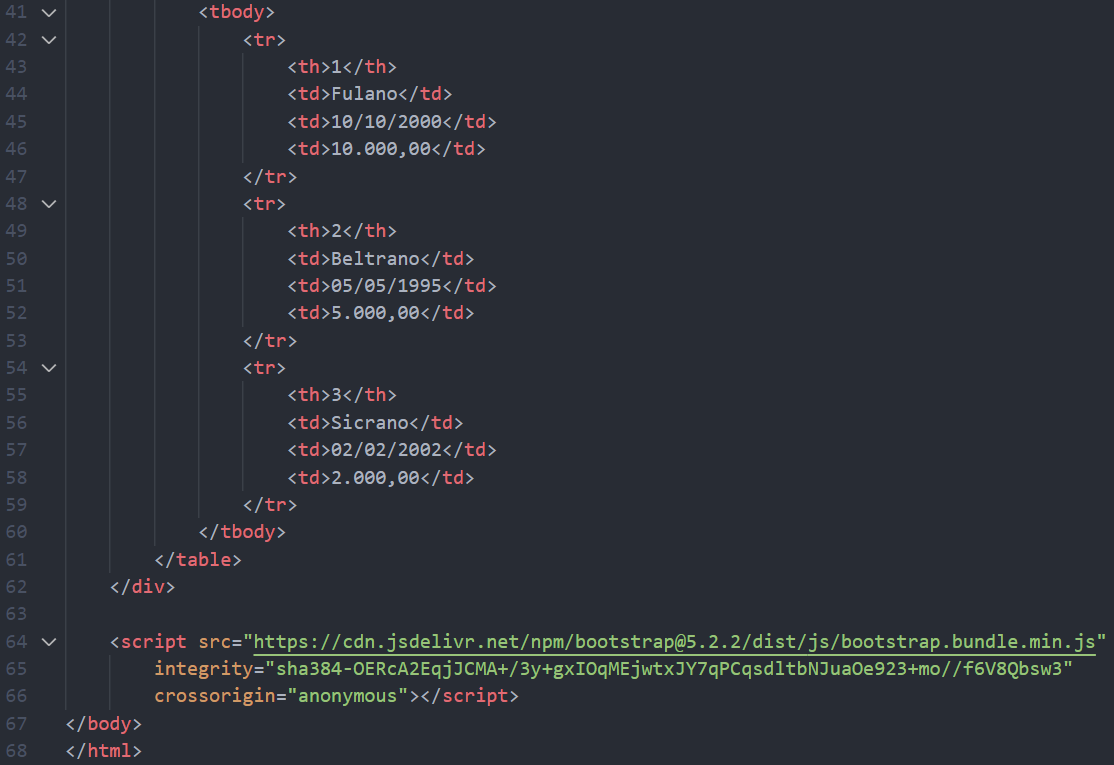 41 <tbody>
42 <tr>
43 <th>1</th>
44 <td>Fulano</td>
45 <td>10/10/2000</td>
46 <td>10.000,00</td>
47 </tr>
48 <tr>
49 <th>2</th>
50 <td>Beltrano</td>
51 <td>05/05/1995</td>
52 <td>5.000,00</td>
53 </tr>
54 <tr>
55 <th>3</th>
56 <td>Sicrano</td>
57 <td>02/02/2002</td>
58 <td>2.000,00</td>
59 </tr>
60 </tbody>
61 </table>
62 </div>
63
64 <script src="https://cdn.jsdelivr.net/npm/bootstrap@5.2.2/dist/js/bootstrap.bundle.min.js"
65 integrity="sha384-OERcA2EqjJCMA+/3y+gxIOqMEjwtxJY7qPCqsdltbNJuaOe923+mo//f6V8Qbsw3"
66 crossorigin="anonymous"></script>
67 </body>
68 </html>